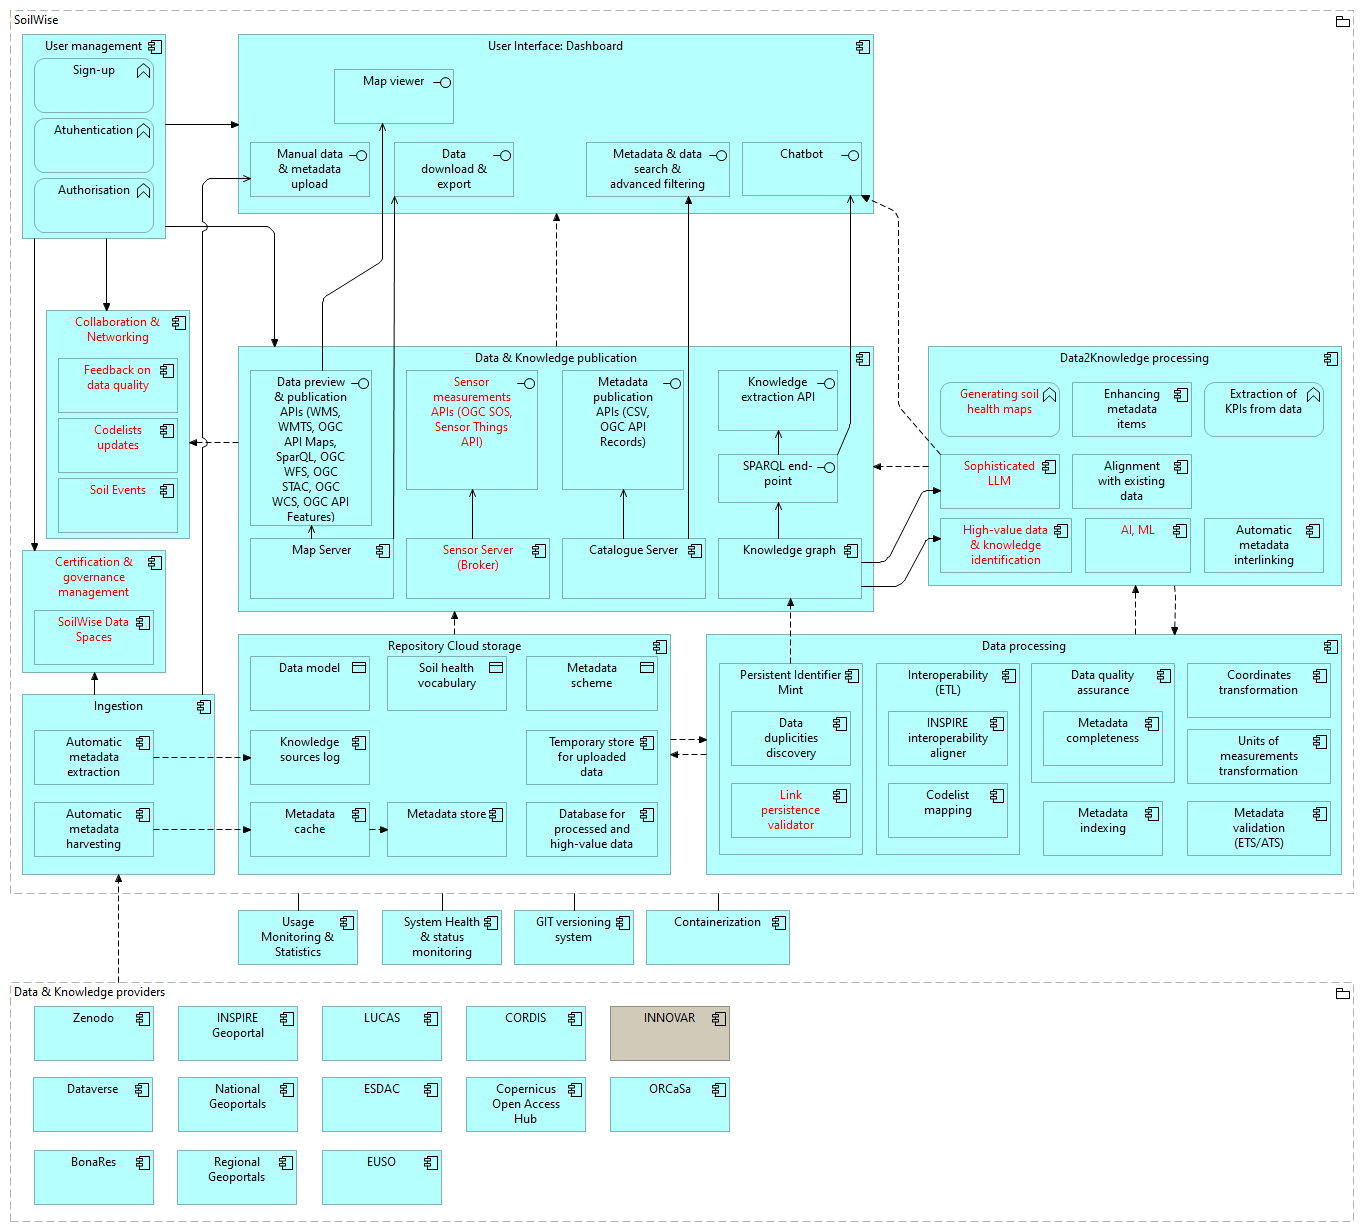 SoilWise
User management
Sign-up
Atuhentication
Authorisation
User Interface: Dashboard
Map viewer
Manual data
& metadata
upload
Data
download &
export
Metadata & data
search &
advanced filtering
Chatbot
Collaboration &
Networking
Feedback on
data quality
Codelists
updates
Soil Events
Certification &
governance
management
SoilWise Data
Spaces
Data & Knowledge publication
Data preview
& publication
APIs (WMS,
WMTS, OGC
API Maps,
SparQL, OGC
WFS, OGC
STAC, OGC
WCS, OGC API
Features)
Sensor
measurements
APIs (OGC SOS,
Sensor Things
API)
Metadata
publication
APIs (CSV,
OGC API
Records)
Knowledge
extraction API
SPARQL end-
point
Map Server
Sensor Server
(Broker)
Catalogue Server
Knowledge graph
Data2Knowledge processing
Generating soil
health maps
Enhancing
metadata
items
Extraction of
KPIs from data
Sophisticated
LLM
Alignment
with existing
data
High-value data
& knowledge
identification
AI, ML
Automatic
metadata
interlinking
Ingestion
Automatic
metadata
extraction
Automatic
metadata
harvesting
Repository Cloud storage
Data model
Soil health
vocabulary
Metadata
scheme
Knowledge
sources log
Temporary store
for uploaded
data
Metadata
cache
Metadata store
Database for
processed and
high-value data
Data processing
Persistent Identifier
Mint
Data
duplicities
discovery
Link
persistence
validator
Interoperability
(ETL)
INSPIRE
interoperability
aligner
Codelist
mapping
Data quality
assurance
Metadata
completeness
Metadata
indexing
Coordinates
transformation
Units of
measurements
transformation
Metadata
validation
(ETS/ATS)
Usage
Monitoring &
Statistics
System Health
& status
monitoring
GIT versioning
system
Containerization
Data & Knowledge providers
Zenodo
INSPIRE
Geoportal
LUCAS
CORDIS
INNOVAR
Dataverse
National
Geoportals
ESDAC
Copernicus
Open Access
Hub
ORCaSa
BonaRes
Regional
Geoportals
EUSO